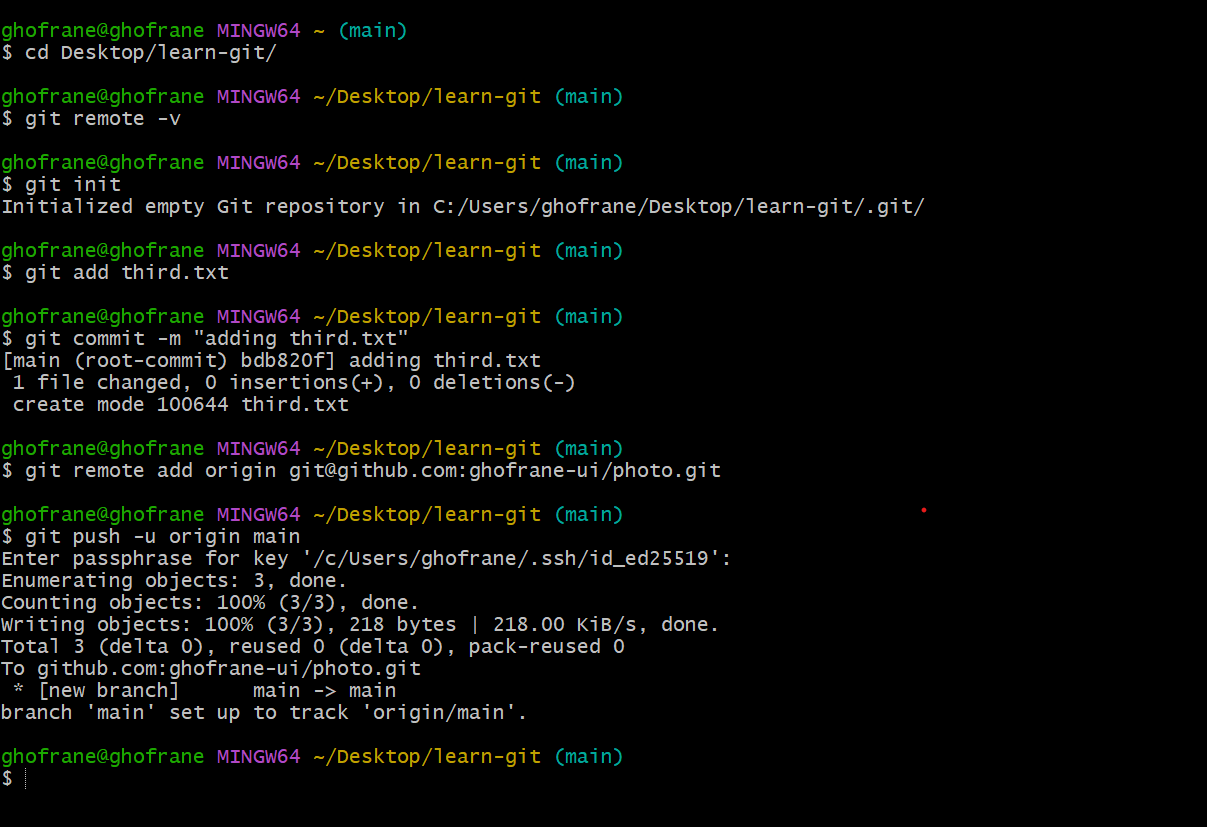 ghofrane@ghofrane MINGW64 ~ (main)
$ cd Desktop/learn-git/
ghofrane@ghofrane MINGW64 ~/Desktop/learn-git (main)
$ git remote -v
ghofrane@ghofrane MINGW64 ~/Desktop/learn-git (main)
$ git init
Initialized empty Git repository in C:/Users/ghofrane/Desktop/learn-git/.git/
ghofrane@ghofrane MINGW64 ~/Desktop/learn-git (main)
$ git add third.txt
ghofrane@ghofrane MINGW64 ~/Desktop/learn-git (main)
$ git commit -m "adding third.txt"
[main (root-commit) bdb820f] adding third.txt
 1 file changed, 0 insertions(+), 0 deletions(-)
 create mode 100644 third.txt
ghofrane@ghofrane MINGW64 ~/Desktop/learn-git (main)
$ git remote add origin git@github.com:ghofrane-ui/photo.git
ghofrane@ghofrane MINGW64 ~/Desktop/learn-git (main)
$ git push -u origin main
Enter passphrase for key '/c/Users/ghofrane/.ssh/id_ed25519':
Enumerating objects: 3, done.
Counting objects: 100% (3/3), done.
Writing objects: 100% (3/3), 218 bytes | 218.00 KiB/s, done.
Total 3 (delta 0), reused 0 (delta 0), pack-reused 0
To github.com:ghofrane-ui/photo.git
 * [new branch]      main -> main
branch 'main' set up to track 'origin/main'.
ghofrane@ghofrane MINGW64 ~/Desktop/learn-git (main)
$